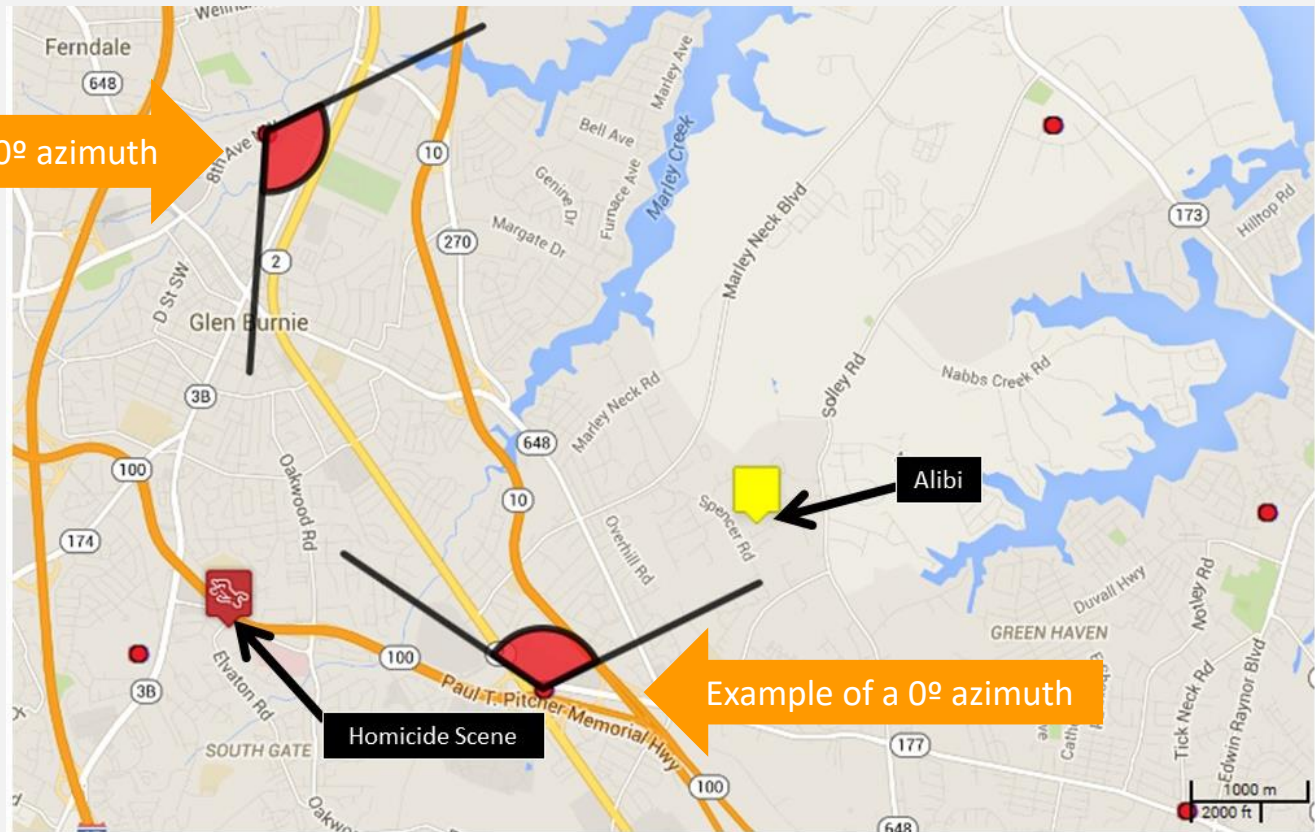 Ferndale
648
8th Ave NW
0º azimuth
10
Bell Ave
Marley Ave
Marley Creek
Genine Dr
Furnace Ave
Margate Dr
270
2
173
Hilltop Rd
Marley Neck Blvd
D St SW
Glen Burnie
3B
Solley Rd
Nabbs Creek Rd
Marley Neck Rd
648
100
Oakwood Rd
10
Alibi
Spencer Rd
174
Overhill Rd
Duvall Hwy
Notley Rd
GREEN HAVEN
100
3B
Elvaton Rd
Paul T. Pitcher Memorial Hwy
Example of a 0º azimuth
Homicide Scene
SOUTH GATE
177
Tick Neck Rd
Edwin Raynor Blvd
100
1000 m
2000 ft
648